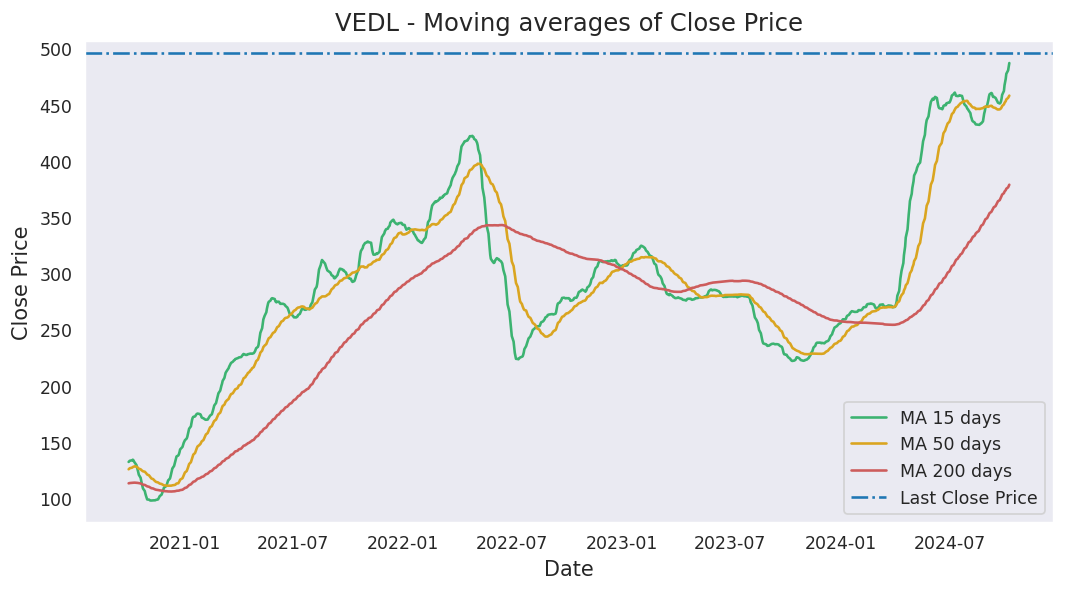 VEDL - Moving averages of Close Price
Close Price
500
450
400
350
300
250
200
150
100
2021-01 2021-07 2022-01 2022-07 2023-01 2023-07 2024-01 2024-07
Date
MA 15 days
MA 50 days
MA 200 days
Last Close Price